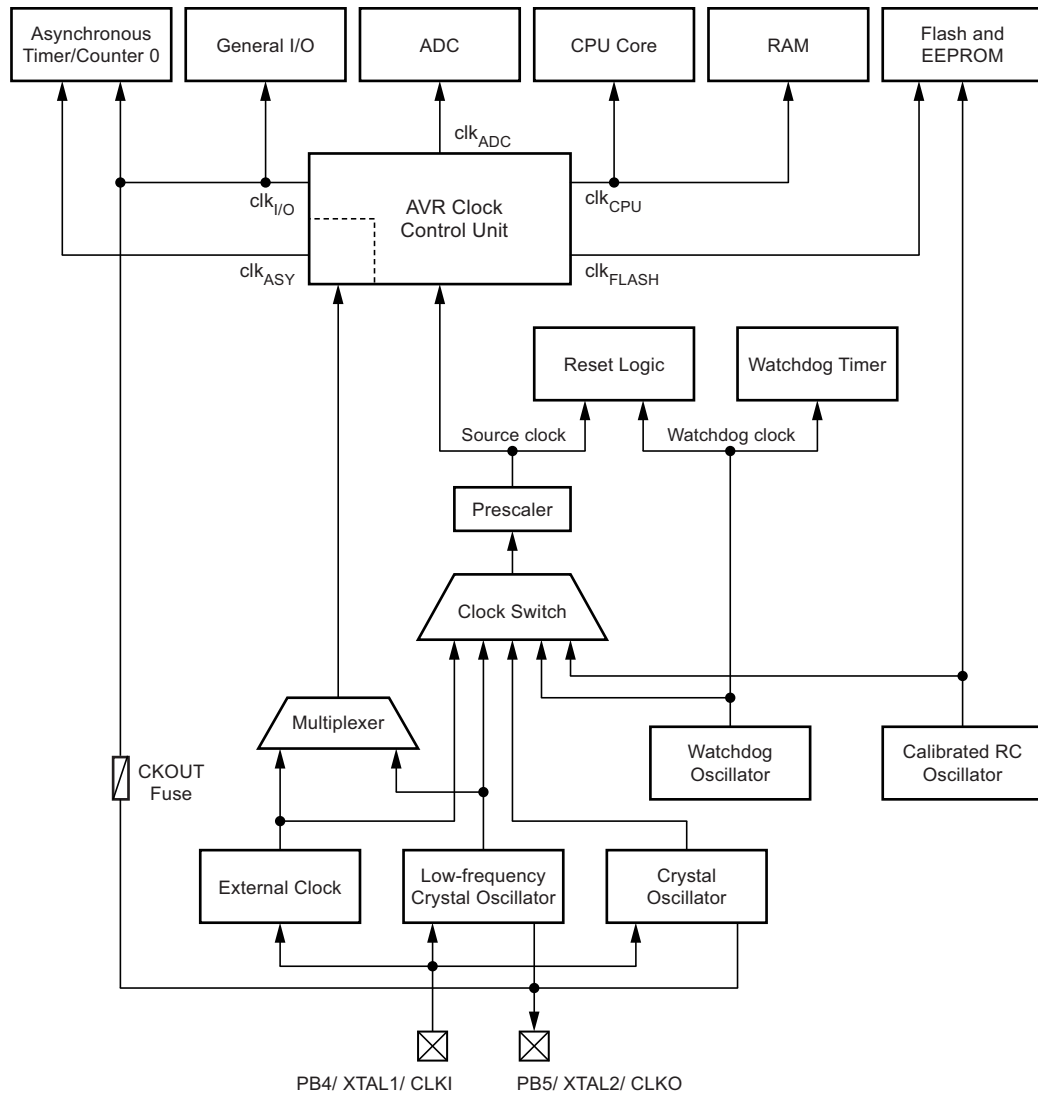 Asynchronous
Timer/Counter 0
General I/O
ADC
CPU Core
RAM
Flash and
EEPROM
clkADC
clkI/O
AVR Clock
Control Unit
clkCPU
clkASY
clkFLASH
Reset Logic
Watchdog Timer
Source clock
Watchdog clock
Prescaler
Clock Switch
Multiplexer
CKOUT
Fuse
Watchdog
Oscillator
Calibrated RC
Oscillator
External Clock
Low-frequency
Crystal Oscillator
Crystal
Oscillator
PB4/ XTAL1/ CLKI
PB5/ XTAL2/ CLKO